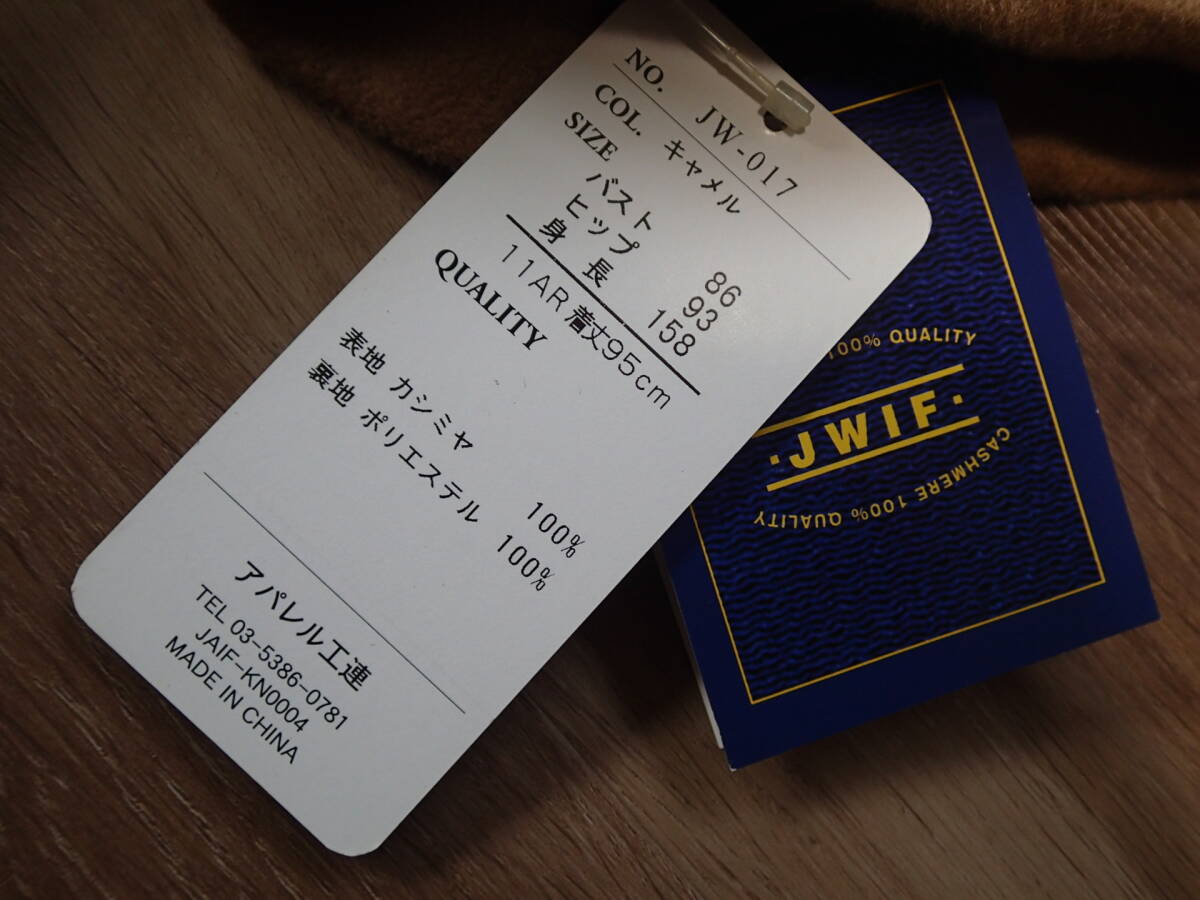 NO. JW-017
COL. キャメル
SIZE
バスト 86
ヒップ 93
身長 158
11AR 着丈95cm
QUALITY
表地 カシミヤ 100%
裏地 ポリエステル 100%
アパレル工連
TEL 03-5386-0781
JAIF-KN0004
MADE IN CHINA
100% QUALITY
・JWIF・
CASHMERE 100% QUALITY